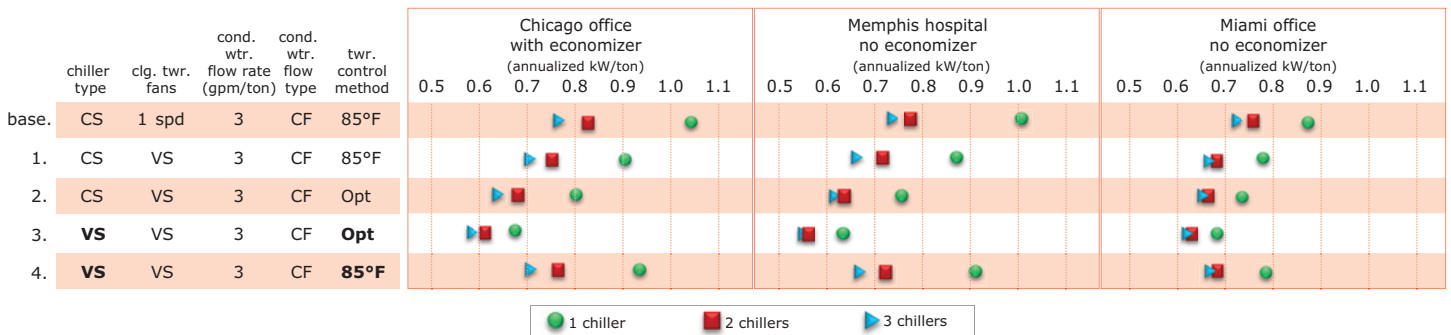 chiller type
clg. twr. fans
cond. wtr. flow rate (gpm/ton)
cond. wtr. flow type
twr. control method
Chicago office
with economizer
(annualized kW/ton)
0.5 0.6 0.7 0.8 0.9 1.0 1.1
Memphis hospital
no economizer
(annualized kW/ton)
0.5 0.6 0.7 0.8 0.9 1.0 1.1
Miami office
no economizer
(annualized kW/ton)
0.5 0.6 0.7 0.8 0.9 1.0 1.1
base. CS 1 spd 3 CF 85°F
1. CS VS 3 CF 85°F
2. CS VS 3 CF Opt
3. VS VS 3 CF Opt
4. VS VS 3 CF 85°F
1 chiller 2 chillers 3 chillers